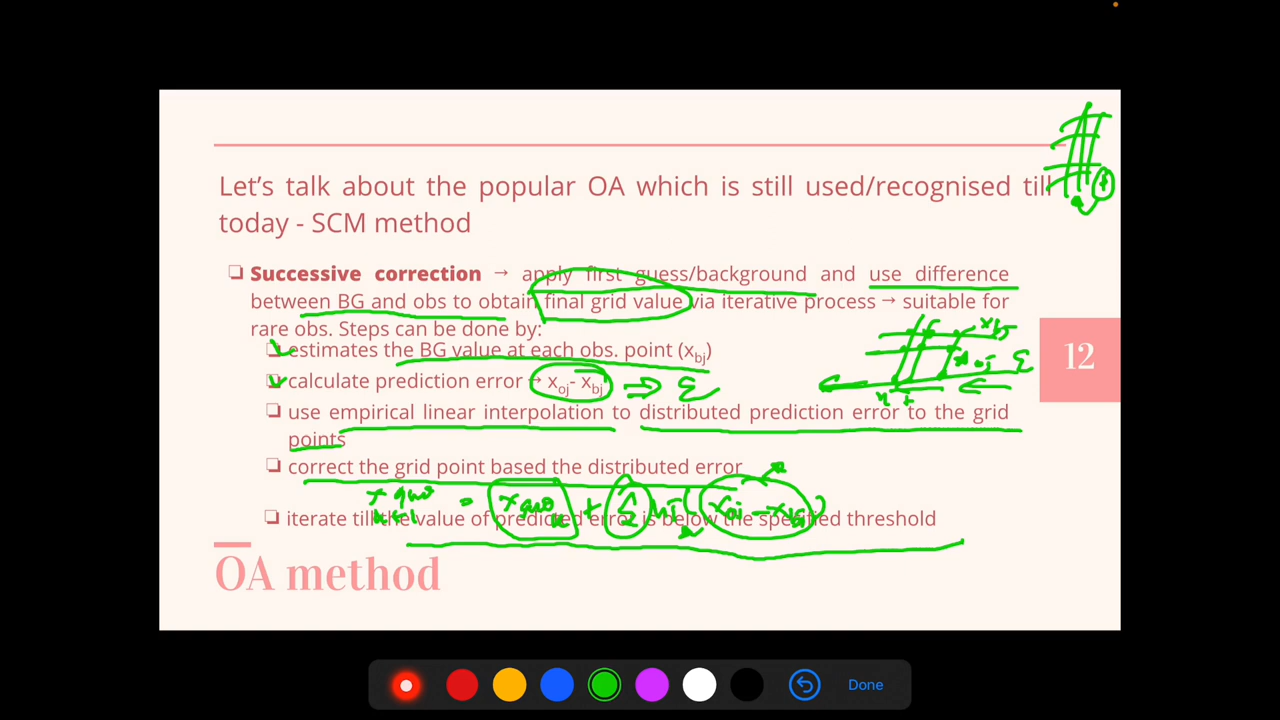 Let's talk about the popular OA which is still used/recognised till
today - SCM method
❏ Successive correction → apply first guess/background and use difference
between BG and obs to obtain final grid value via iterative process → suitable for
rare obs. Steps can be done by:
❏ estimates the BG value at each obs. point (xbj)
❏ calculate prediction error → xoj- xbj
❏ use empirical linear interpolation to distributed prediction error to the grid
12
points
❏ correct the grid point based the distributed error
❏ iterate till the value of predicted error is below the specified threshold
OA method
Done